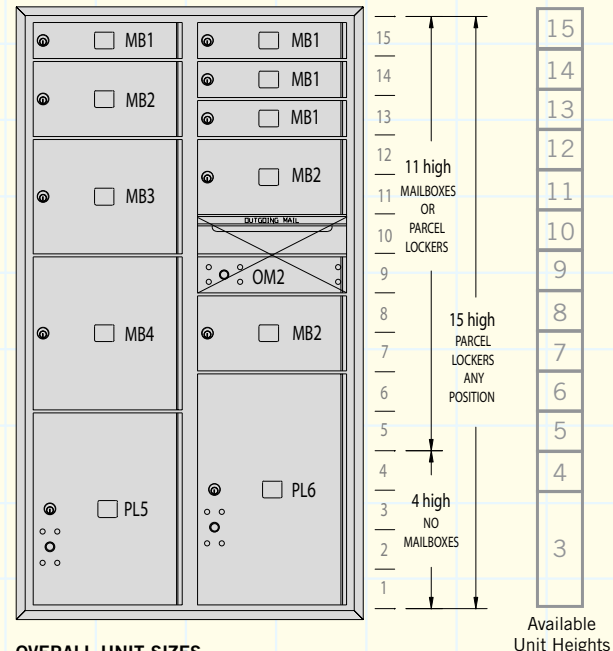 MB1
MB2
MB3
MB4
PL5
MB1
MB1
MB1
MB2
OUTGOING MAIL
OM2
MB2
PL6
15
14
13
12
11
10
9
8
7
6
5
4
3
2
1
11 high
MAILBOXES
OR
PARCEL
LOCKERS
4 high
NO
MAILBOXES
15 high
PARCEL
LOCKERS
ANY
POSITION
15
14
13
12
11
10
9
8
7
6
5
4
3
Available
Unit Heights
OVERALL UNIT SIZES